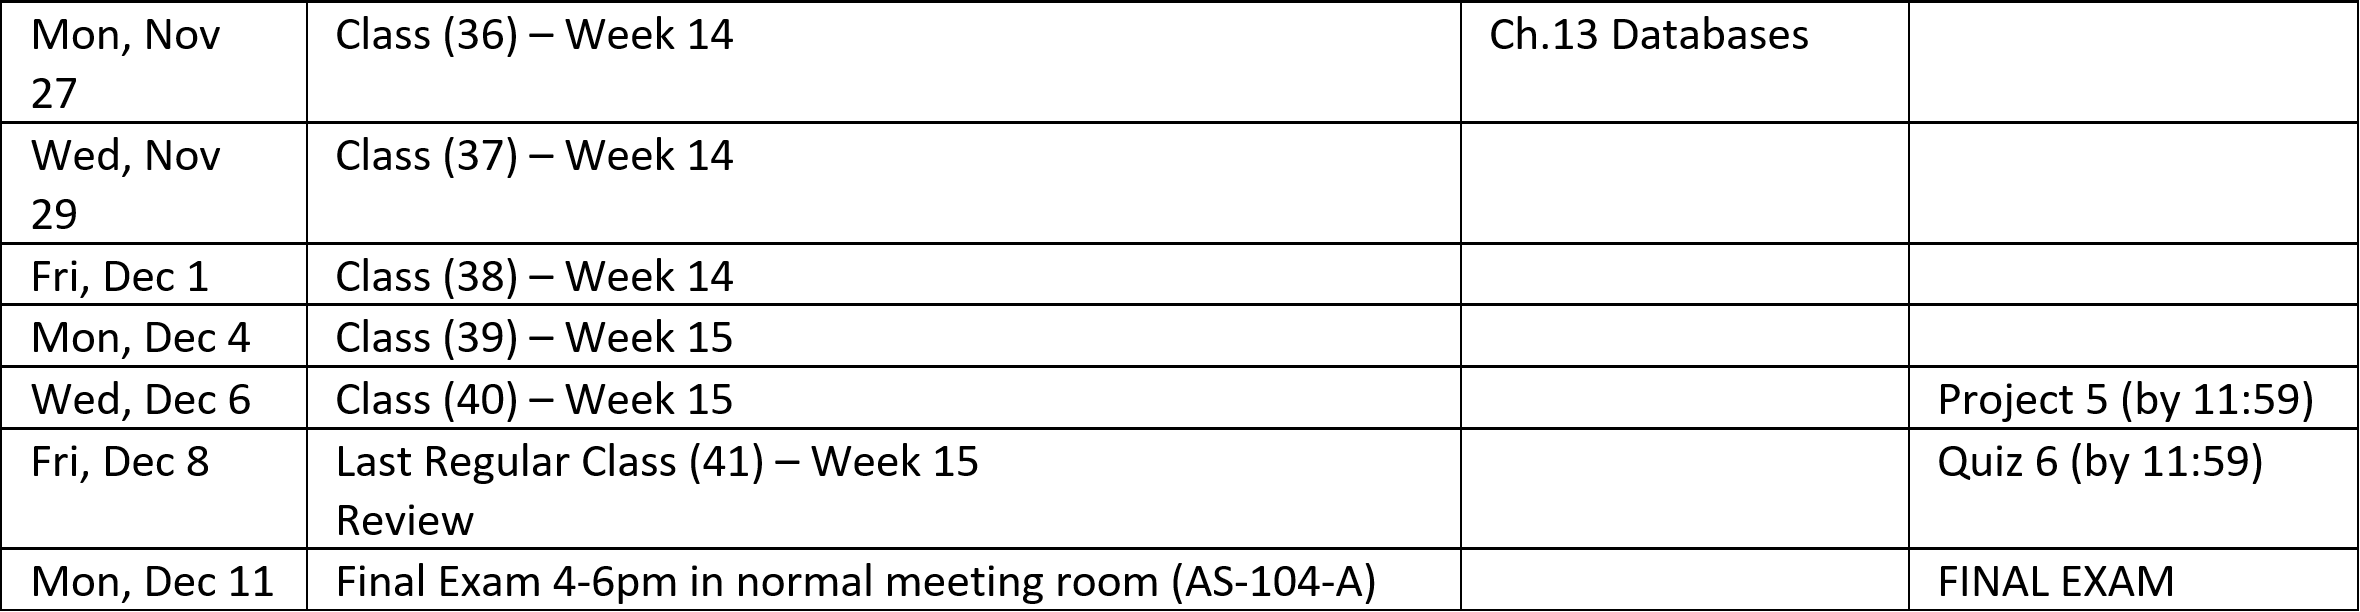 Mon, Nov
27
Class (36) – Week 14
Ch.13 Databases
Wed, Nov
29
Class (37) – Week 14
Fri, Dec 1
Class (38) – Week 14
Mon, Dec 4
Class (39) – Week 15
Wed, Dec 6
Class (40) – Week 15
Project 5 (by 11:59)
Fri, Dec 8
Last Regular Class (41) – Week 15
Review
Quiz 6 (by 11:59)
Mon, Dec 11
Final Exam 4-6pm in normal meeting room (AS-104-A)
FINAL EXAM